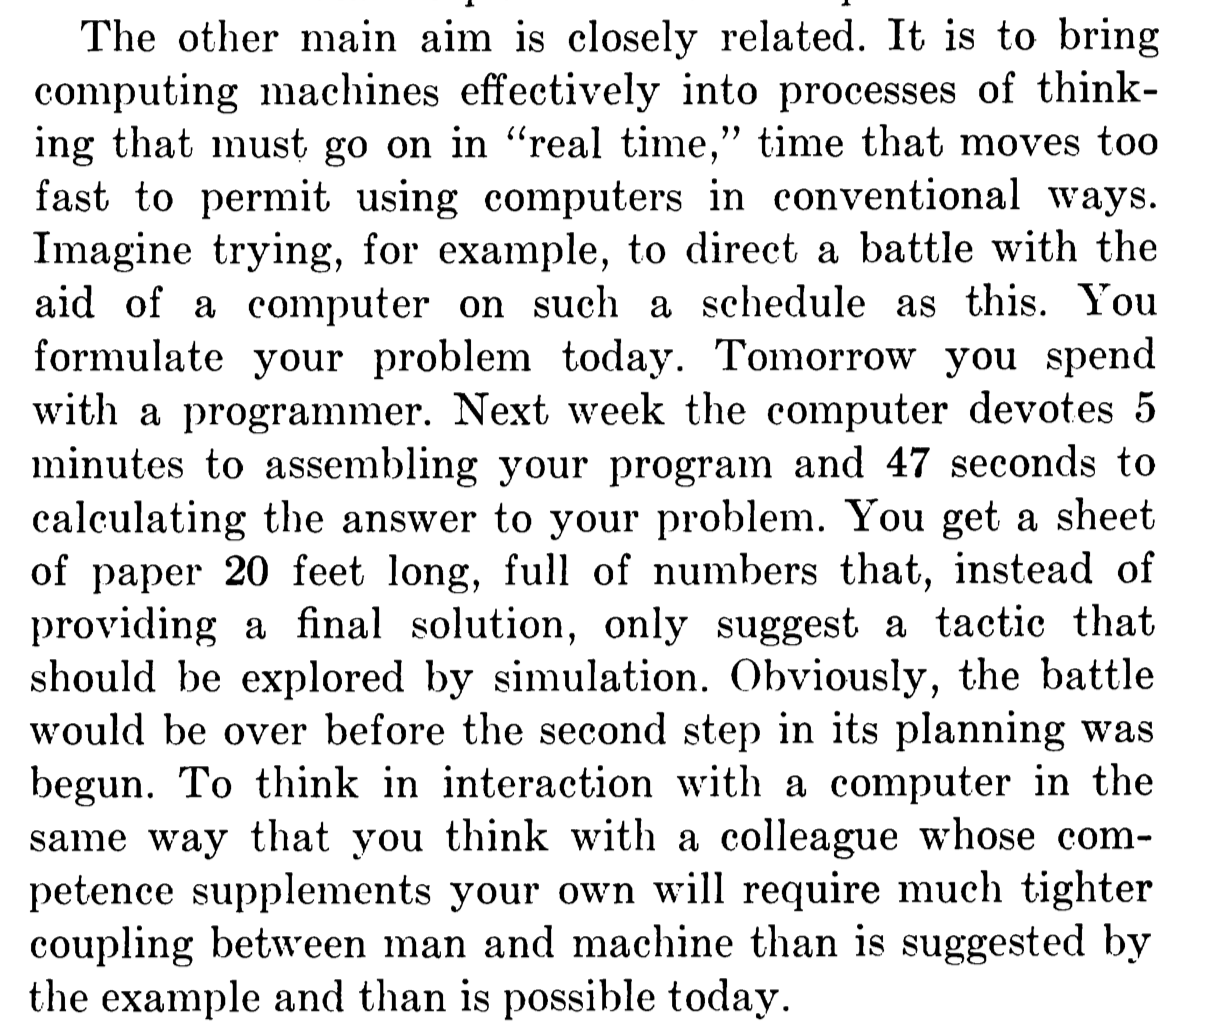 The other main aim is closely related. It is to bring
computing machines effectively into processes of think-
ing that must go on in “real time,” time that moves too
fast to permit using computers in conventional ways.
Imagine trying, for example, to direct a battle with the
aid of a computer on such a schedule as this. You
formulate your problem today. Tomorrow you spend
with a programmer. Next week the computer devotes 5
minutes to assembling your program and 47 seconds to
calculating the answer to your problem. You get a sheet
of paper 20 feet long, full of numbers that, instead of
providing a final solution, only suggest a tactic that
should be explored by simulation. Obviously, the battle
would be over before the second step in its planning was
begun. To think in interaction with a computer in the
same way that you think with a colleague whose com-
petence supplements your own will require much tighter
coupling between man and machine than is suggested by
the example and than is possible today.